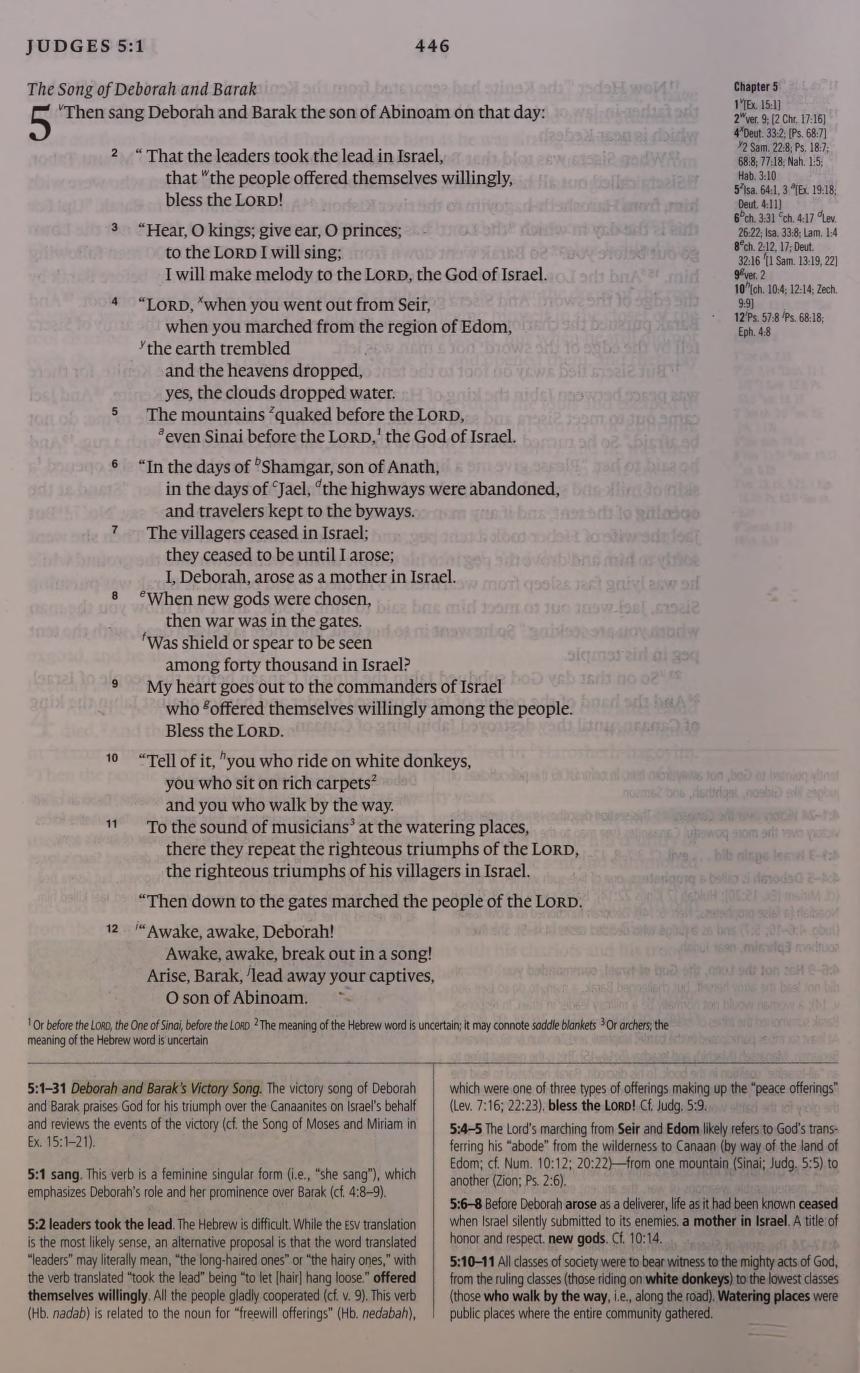 JUDGES 5:1
446
The Song of Deborah and Barak
5 vThen sang Deborah and Barak the son of Abinoam on that day:
2 “That the leaders took the lead in Israel,
that wthe people offered themselves willingly,
bless the LORD!
3 “Hear, O kings; give ear, O princes;
to the LORD I will sing;
I will make melody to the LORD, the God of Israel.
4 “LORD, xwhen you went out from Seir,
when you marched from the region of Edom,
ythe earth trembled
and the heavens dropped,
yes, the clouds dropped water.
5 The mountains zquaked before the LORD,
aeven Sinai before the LORD,1 the God of Israel.
6 “In the days of bShamgar, son of Anath,
in the days of cJael, dthe highways were abandoned,
and travelers kept to the byways.
7 The villagers ceased in Israel;
they ceased to be until I arose;
I, Deborah, arose as a mother in Israel.
8 eWhen new gods were chosen,
then war was in the gates.
fWas shield or spear to be seen
among forty thousand in Israel?
9 My heart goes out to the commanders of Israel
who goffered themselves willingly among the people.
Bless the LORD.
10 “Tell of it, hyou who ride on white donkeys,
you who sit on rich carpets2
and you who walk by the way.
11 To the sound of musicians3 at the watering places,
there they repeat the righteous triumphs of the LORD,
the righteous triumphs of his villagers in Israel.
“Then down to the gates marched the people of the LORD.
12 i“Awake, awake, Deborah!
Awake, awake, break out in a song!
Arise, Barak, jlead away your captives,
O son of Abinoam.
1 Or before the LORD, the One of Sinai, before the LORD 2 The meaning of the Hebrew word is uncertain; it may connote saddle blankets 3 Or archers; the
meaning of the Hebrew word is uncertain
Chapter 5
1 v[Ex. 15:1]
2 wver. 9; [2 Chr. 17:16]
4 xDeut. 33:2; [Ps. 68:7]
y2 Sam. 22:8; Ps. 18:7;
68:8; 77:18; Nah. 1:5;
Hab. 3:10
5 zIsa. 64:1, 3 a[Ex. 19:18;
Deut. 4:11]
6 bch. 3:31 cch. 4:17 dLev.
26:22; Isa. 33:8; Lam. 1:4
8 ech. 2:12, 17; Deut.
32:16 f[1 Sam. 13:19, 22]
9 gver. 2
10 h[ch. 10:4; 12:14; Zech.
9:9]
12 iPs. 57:8 jPs. 68:18;
Eph. 4:8
5:1–31 Deborah and Barak's Victory Song. The victory song of Deborah
and Barak praises God for his triumph over the Canaanites on Israel's behalf
and reviews the events of the victory (cf. the Song of Moses and Miriam in
Ex. 15:1–21).
5:1 sang. This verb is a feminine singular form (i.e., “she sang”), which
emphasizes Deborah's role and her prominence over Barak (cf. 4:8–9).
5:2 leaders took the lead. The Hebrew is difficult. While the ESV translation
is the most likely sense, an alternative proposal is that the word translated
“leaders” may literally mean, “the long-haired ones” or “the hairy ones,” with
the verb translated “took the lead” being “to let [hair] hang loose.” offered
themselves willingly. All the people gladly cooperated (cf. v. 9). This verb
(Hb. nadab) is related to the noun for “freewill offerings” (Hb. nedabah),
which were one of three types of offerings making up the “peace offerings”
(Lev. 7:16; 22:23). bless the LORD! Cf. Judg. 5:9.
5:4–5 The Lord's marching from Seir and Edom likely refers to God's trans-
ferring his “abode” from the wilderness to Canaan (by way of the land of
Edom; cf. Num. 10:12; 20:22)—from one mountain (Sinai; Judg. 5:5) to
another (Zion; Ps. 2:6).
5:6–8 Before Deborah arose as a deliverer, life as it had been known ceased
when Israel silently submitted to its enemies. a mother in Israel. A title of
honor and respect. new gods. Cf. 10:14.
5:10–11 All classes of society were to bear witness to the mighty acts of God,
from the ruling classes (those riding on white donkeys) to the lowest classes
(those who walk by the way, i.e., along the road). Watering places were
public places where the entire community gathered.